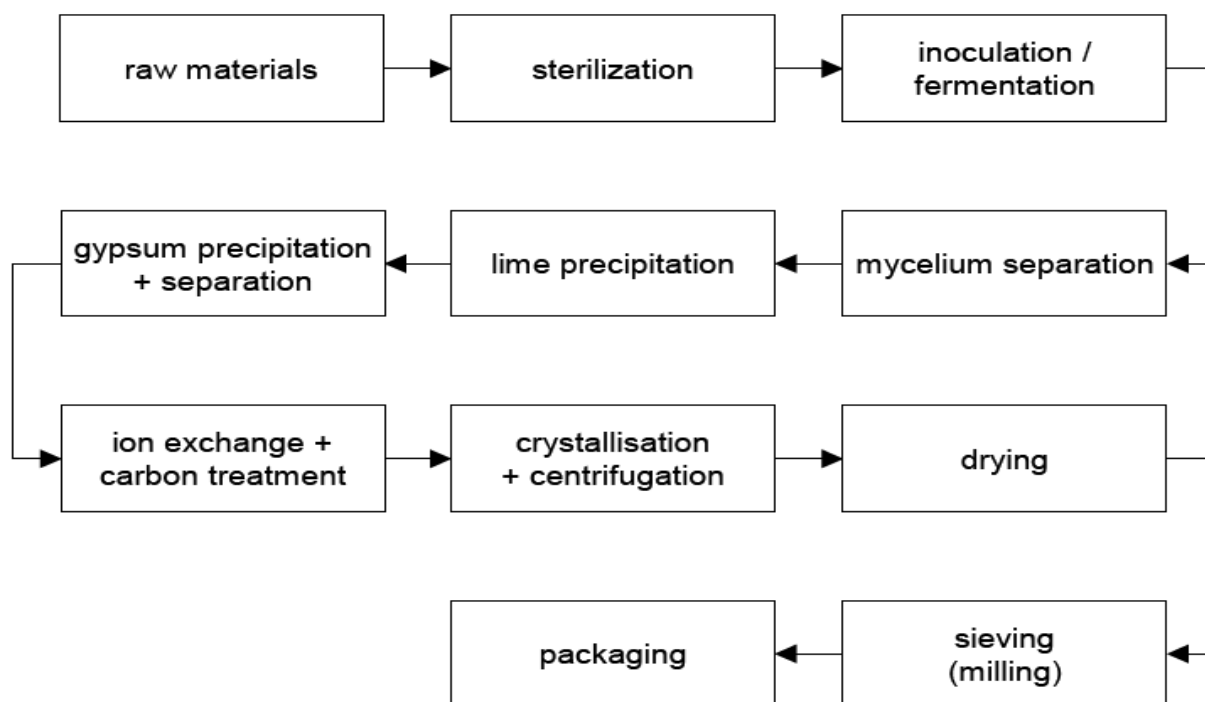 raw materials
sterilization
inoculation /
fermentation
mycelium separation
lime precipitation
gypsum precipitation
+ separation
ion exchange +
carbon treatment
crystallisation
+ centrifugation
drying
sieving
(milling)
packaging